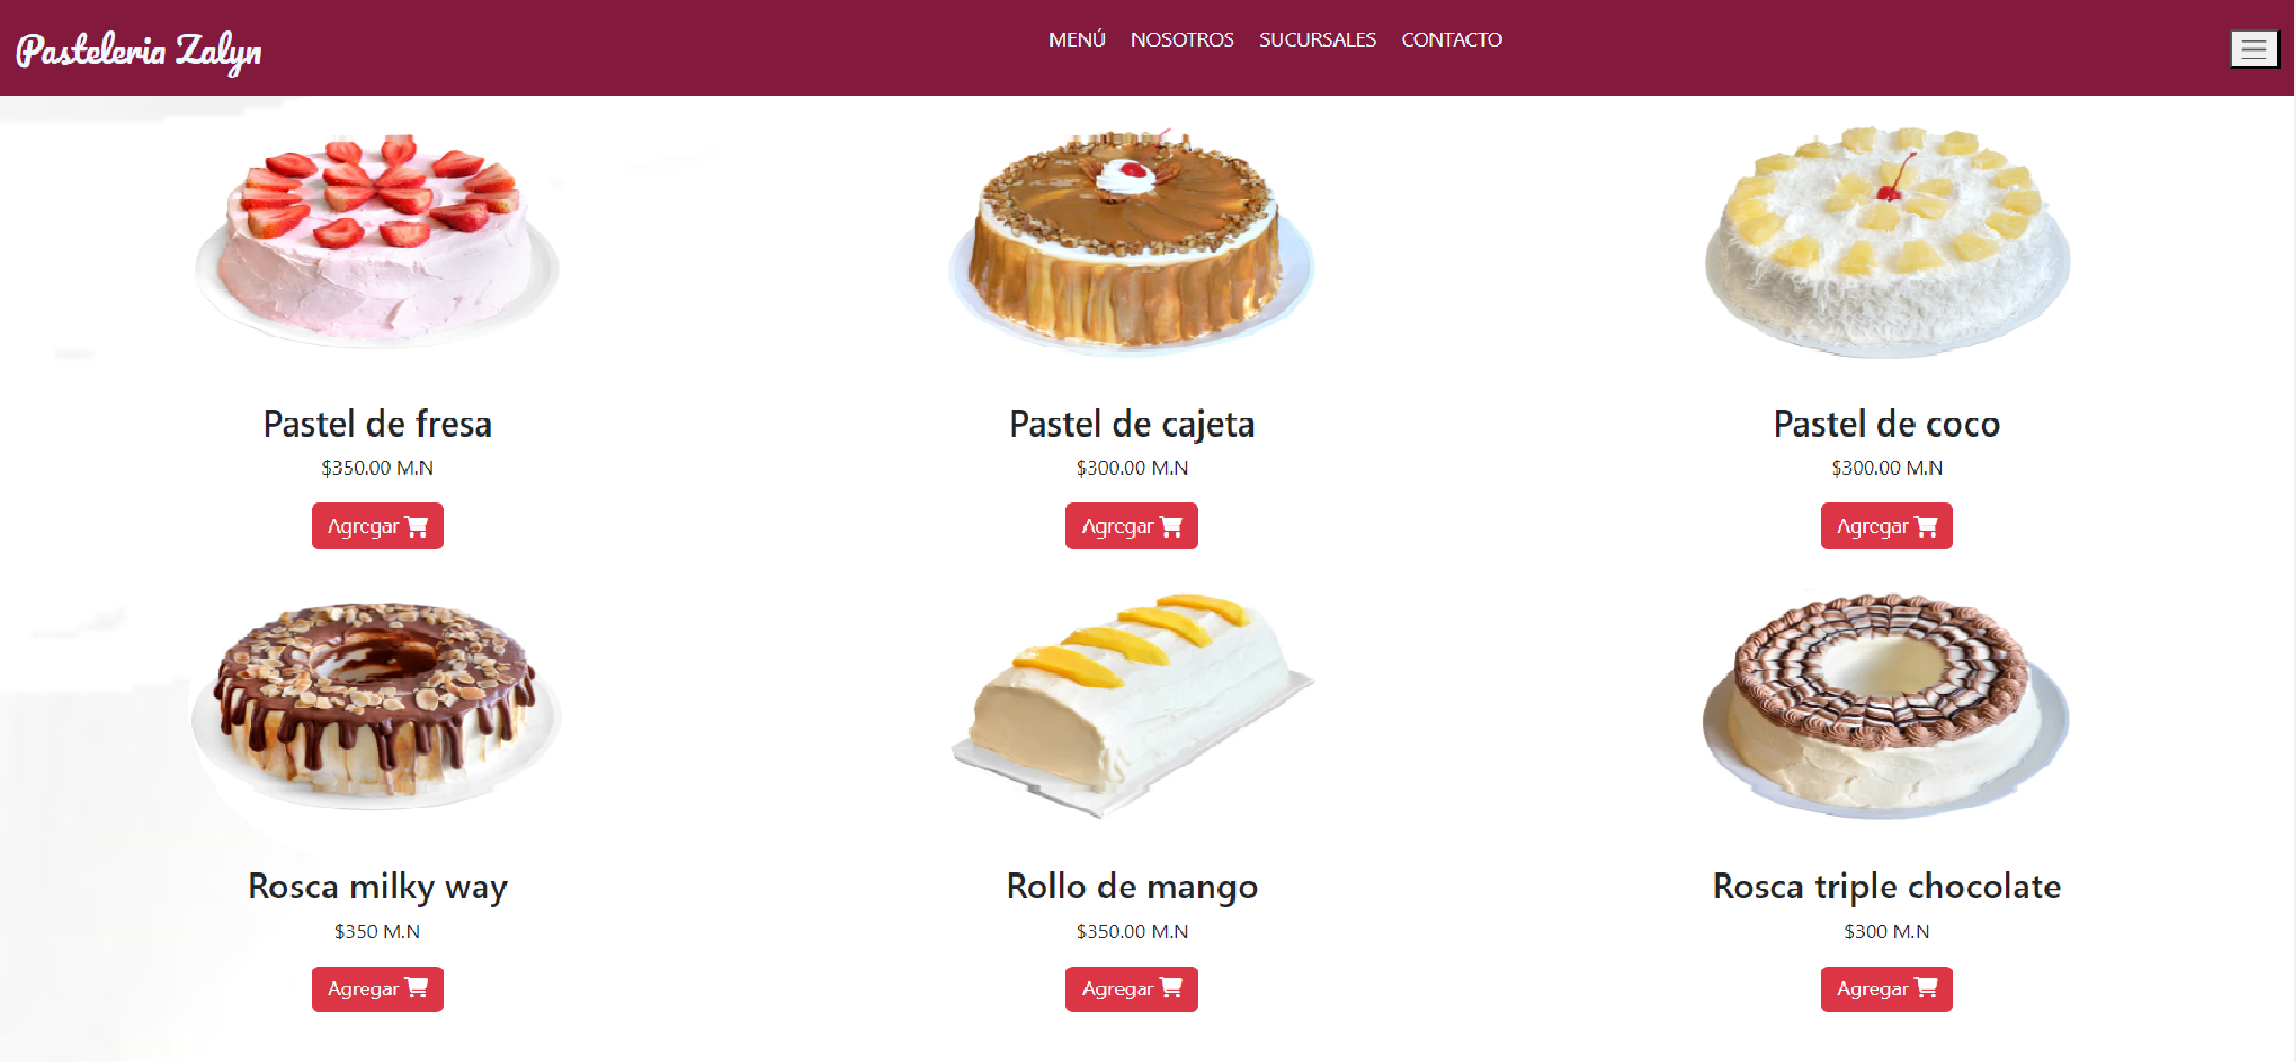 Pasteleria Zalyn
MENÚ NOSOTROS SUCURSALES CONTACTO
Pastel de fresa
$350.00 M.N
Agregar
Pastel de cajeta
$300.00 M.N
Agregar
Pastel de coco
$300.00 M.N
Agregar
Rosca milky way
$350 M.N
Agregar
Rollo de mango
$350.00 M.N
Agregar
Rosca triple chocolate
$300 M.N
Agregar